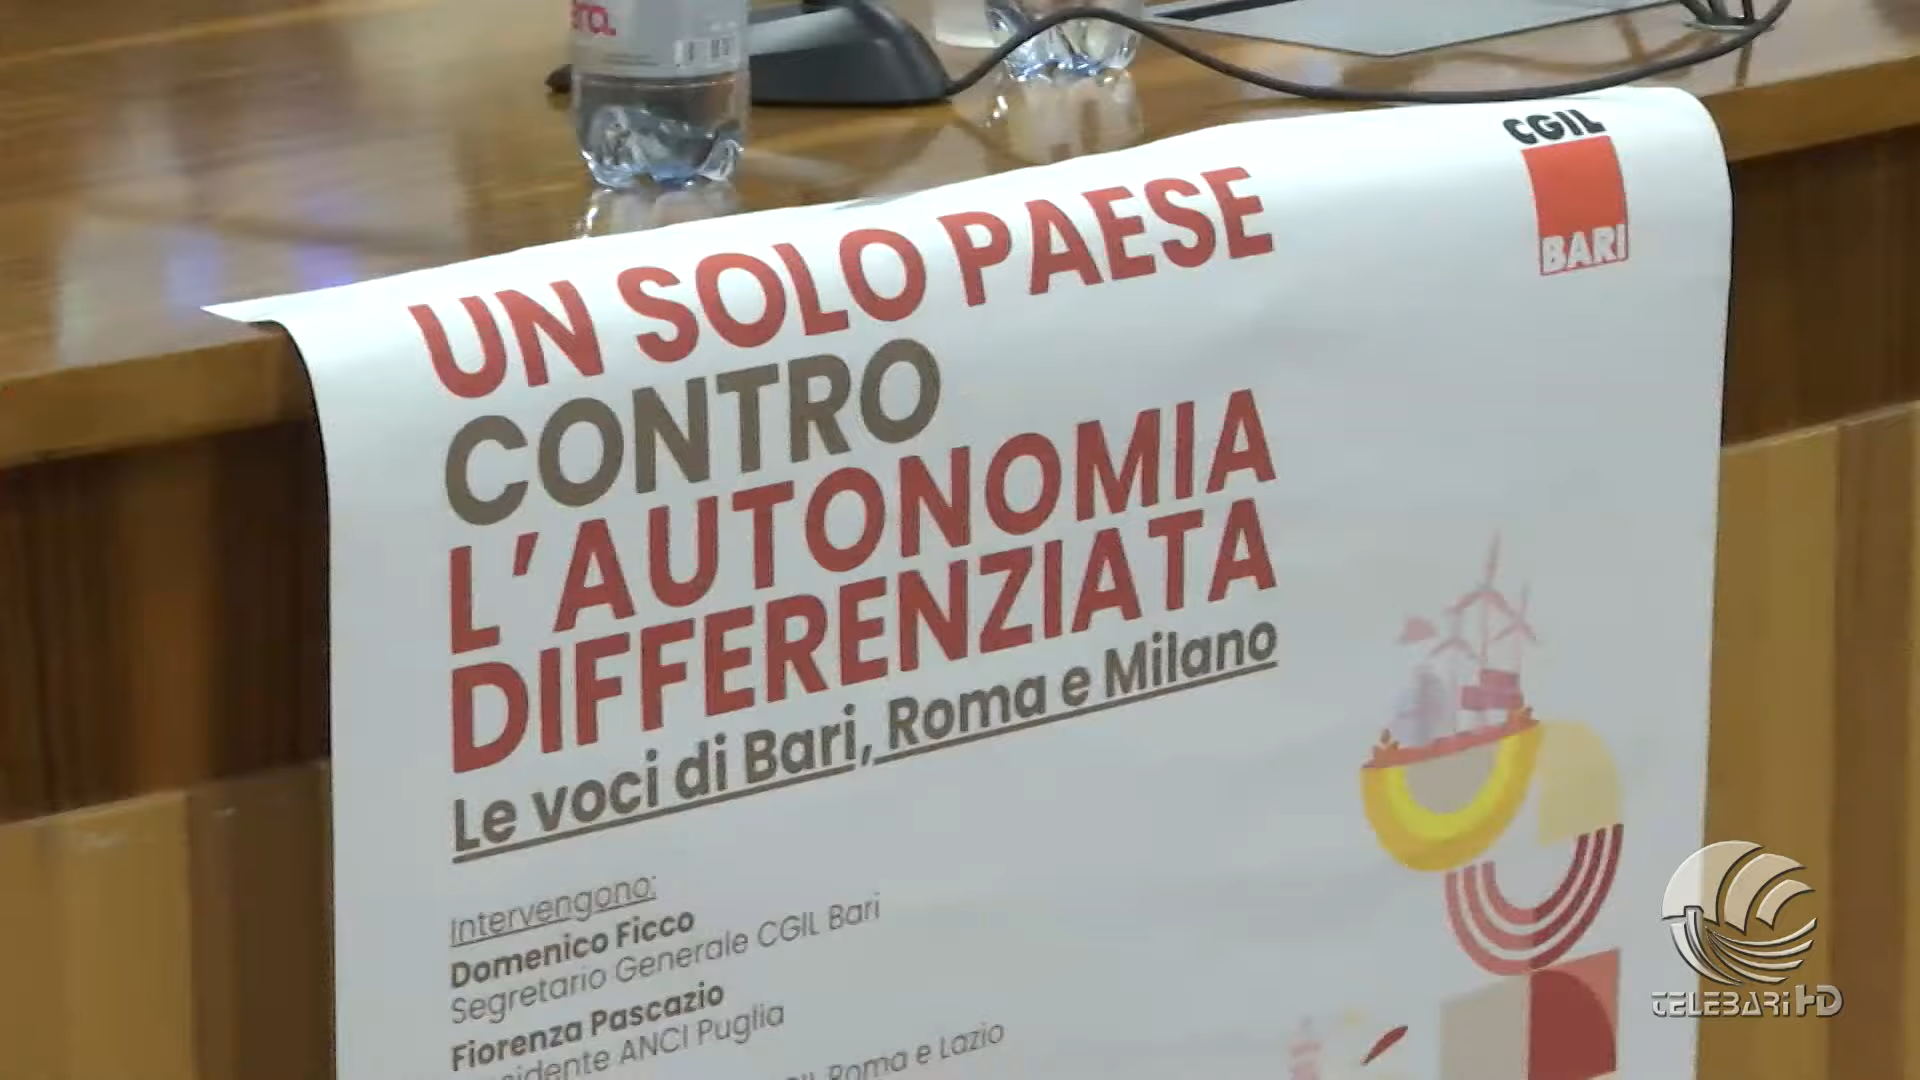 CGIL
BARI
UN SOLO PAESE
CONTRO
L'AUTONOMIA
DIFFERENZIATA
Le voci di Bari, Roma e Milano
Intervengono:
Domenico Ficco
Segretario Generale CGIL Bari
Fiorenza Pascazio
ANCI Puglia
Roma e Lazio
TELEBARI HD